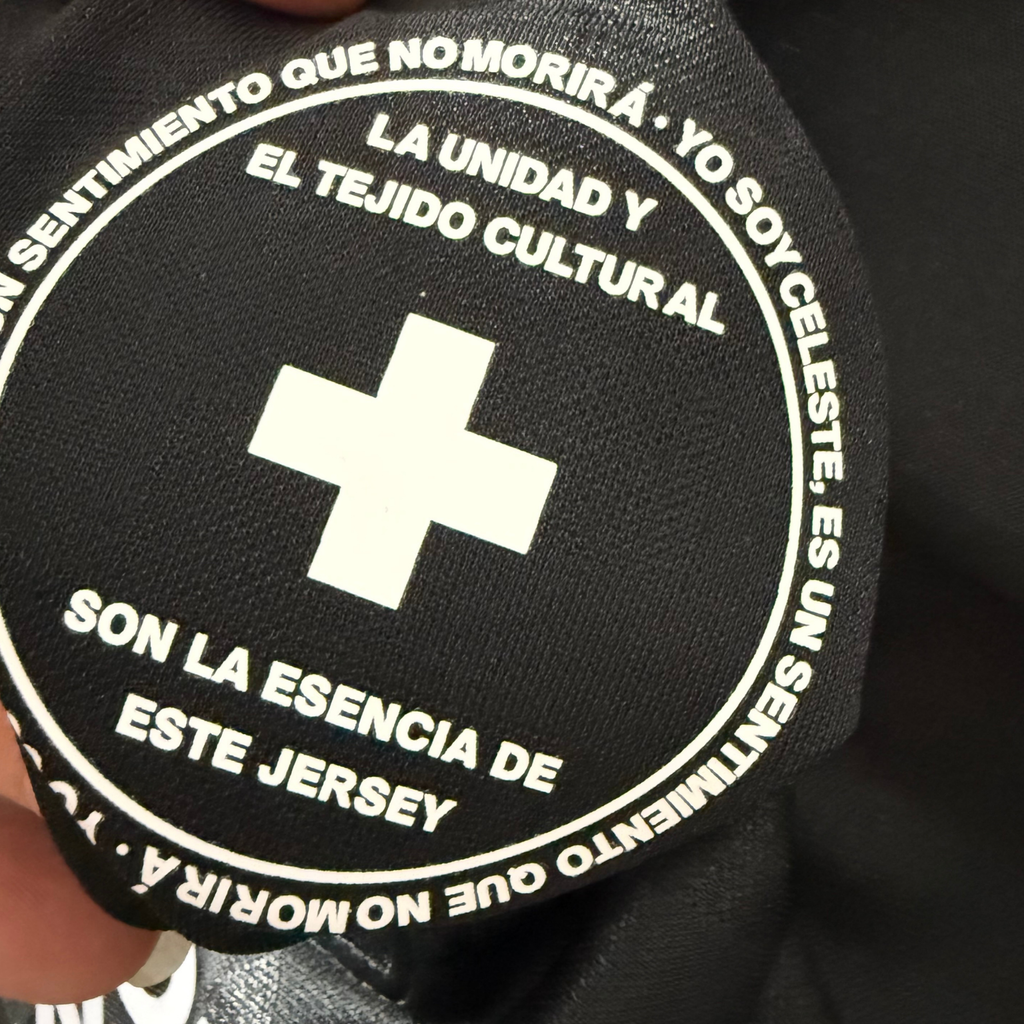 LA UNIDAD Y
EL TEJIDO CULTURAL
SON LA ESENCIA DE
ESTE JERSEY
SENTIMIENTO QUE NO MORIRÁ · YO SOY CELESTE, ES UN SENTIMIENTO QUE NO MORIRÁ · YO